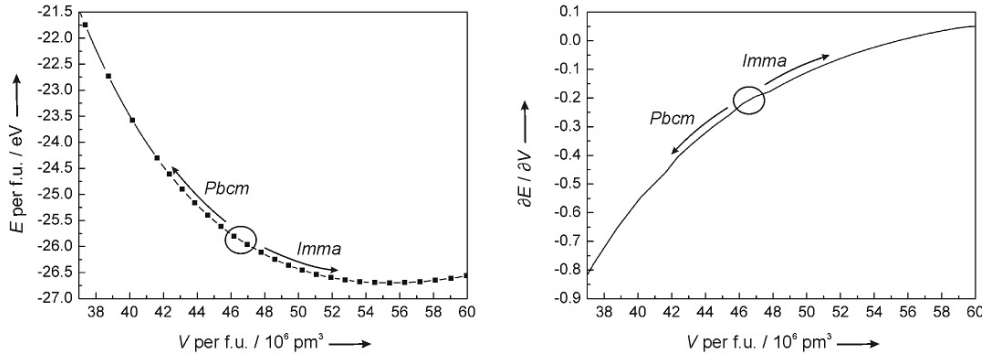 -21.5
-22.0
-22.5
-23.0
-23.5
-24.0
-24.5
-25.0
-25.5
-26.0
-26.5
-27.0
E per f.u. / eV
Pbcm
Imma
38 40 42 44 46 48 50 52 54 56 58 60
V per f.u. / 10⁶ pm³
0.1
0.0
-0.1
-0.2
-0.3
-0.4
-0.5
-0.6
-0.7
-0.8
-0.9
∂E / ∂V
Imma
Pbcm
38 40 42 44 46 48 50 52 54 56 58 60
V per f.u. / 10⁶ pm³